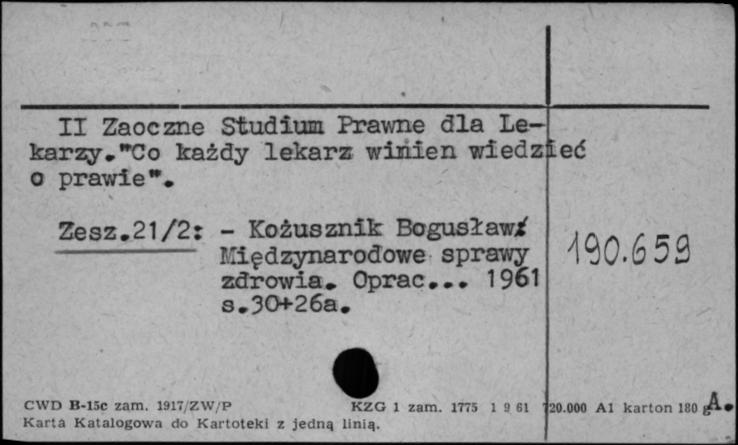 II Zaoczne Studium Prawne dla Le-
karzy."Co każdy lekarz winien wiedzieć
o prawie".
Zesz.21/2: - Kożusznik Bogusław:
Międzynarodowe sprawy
zdrowia. Oprac... 1961
s.30+26a.
190.659
CWD B-15c zam. 1917/ZW/P KZG 1 zam. 1775 1 9 61 720.000 A1 karton 180 g A.
Karta Katalogowa do Kartoteki z jedną linią.